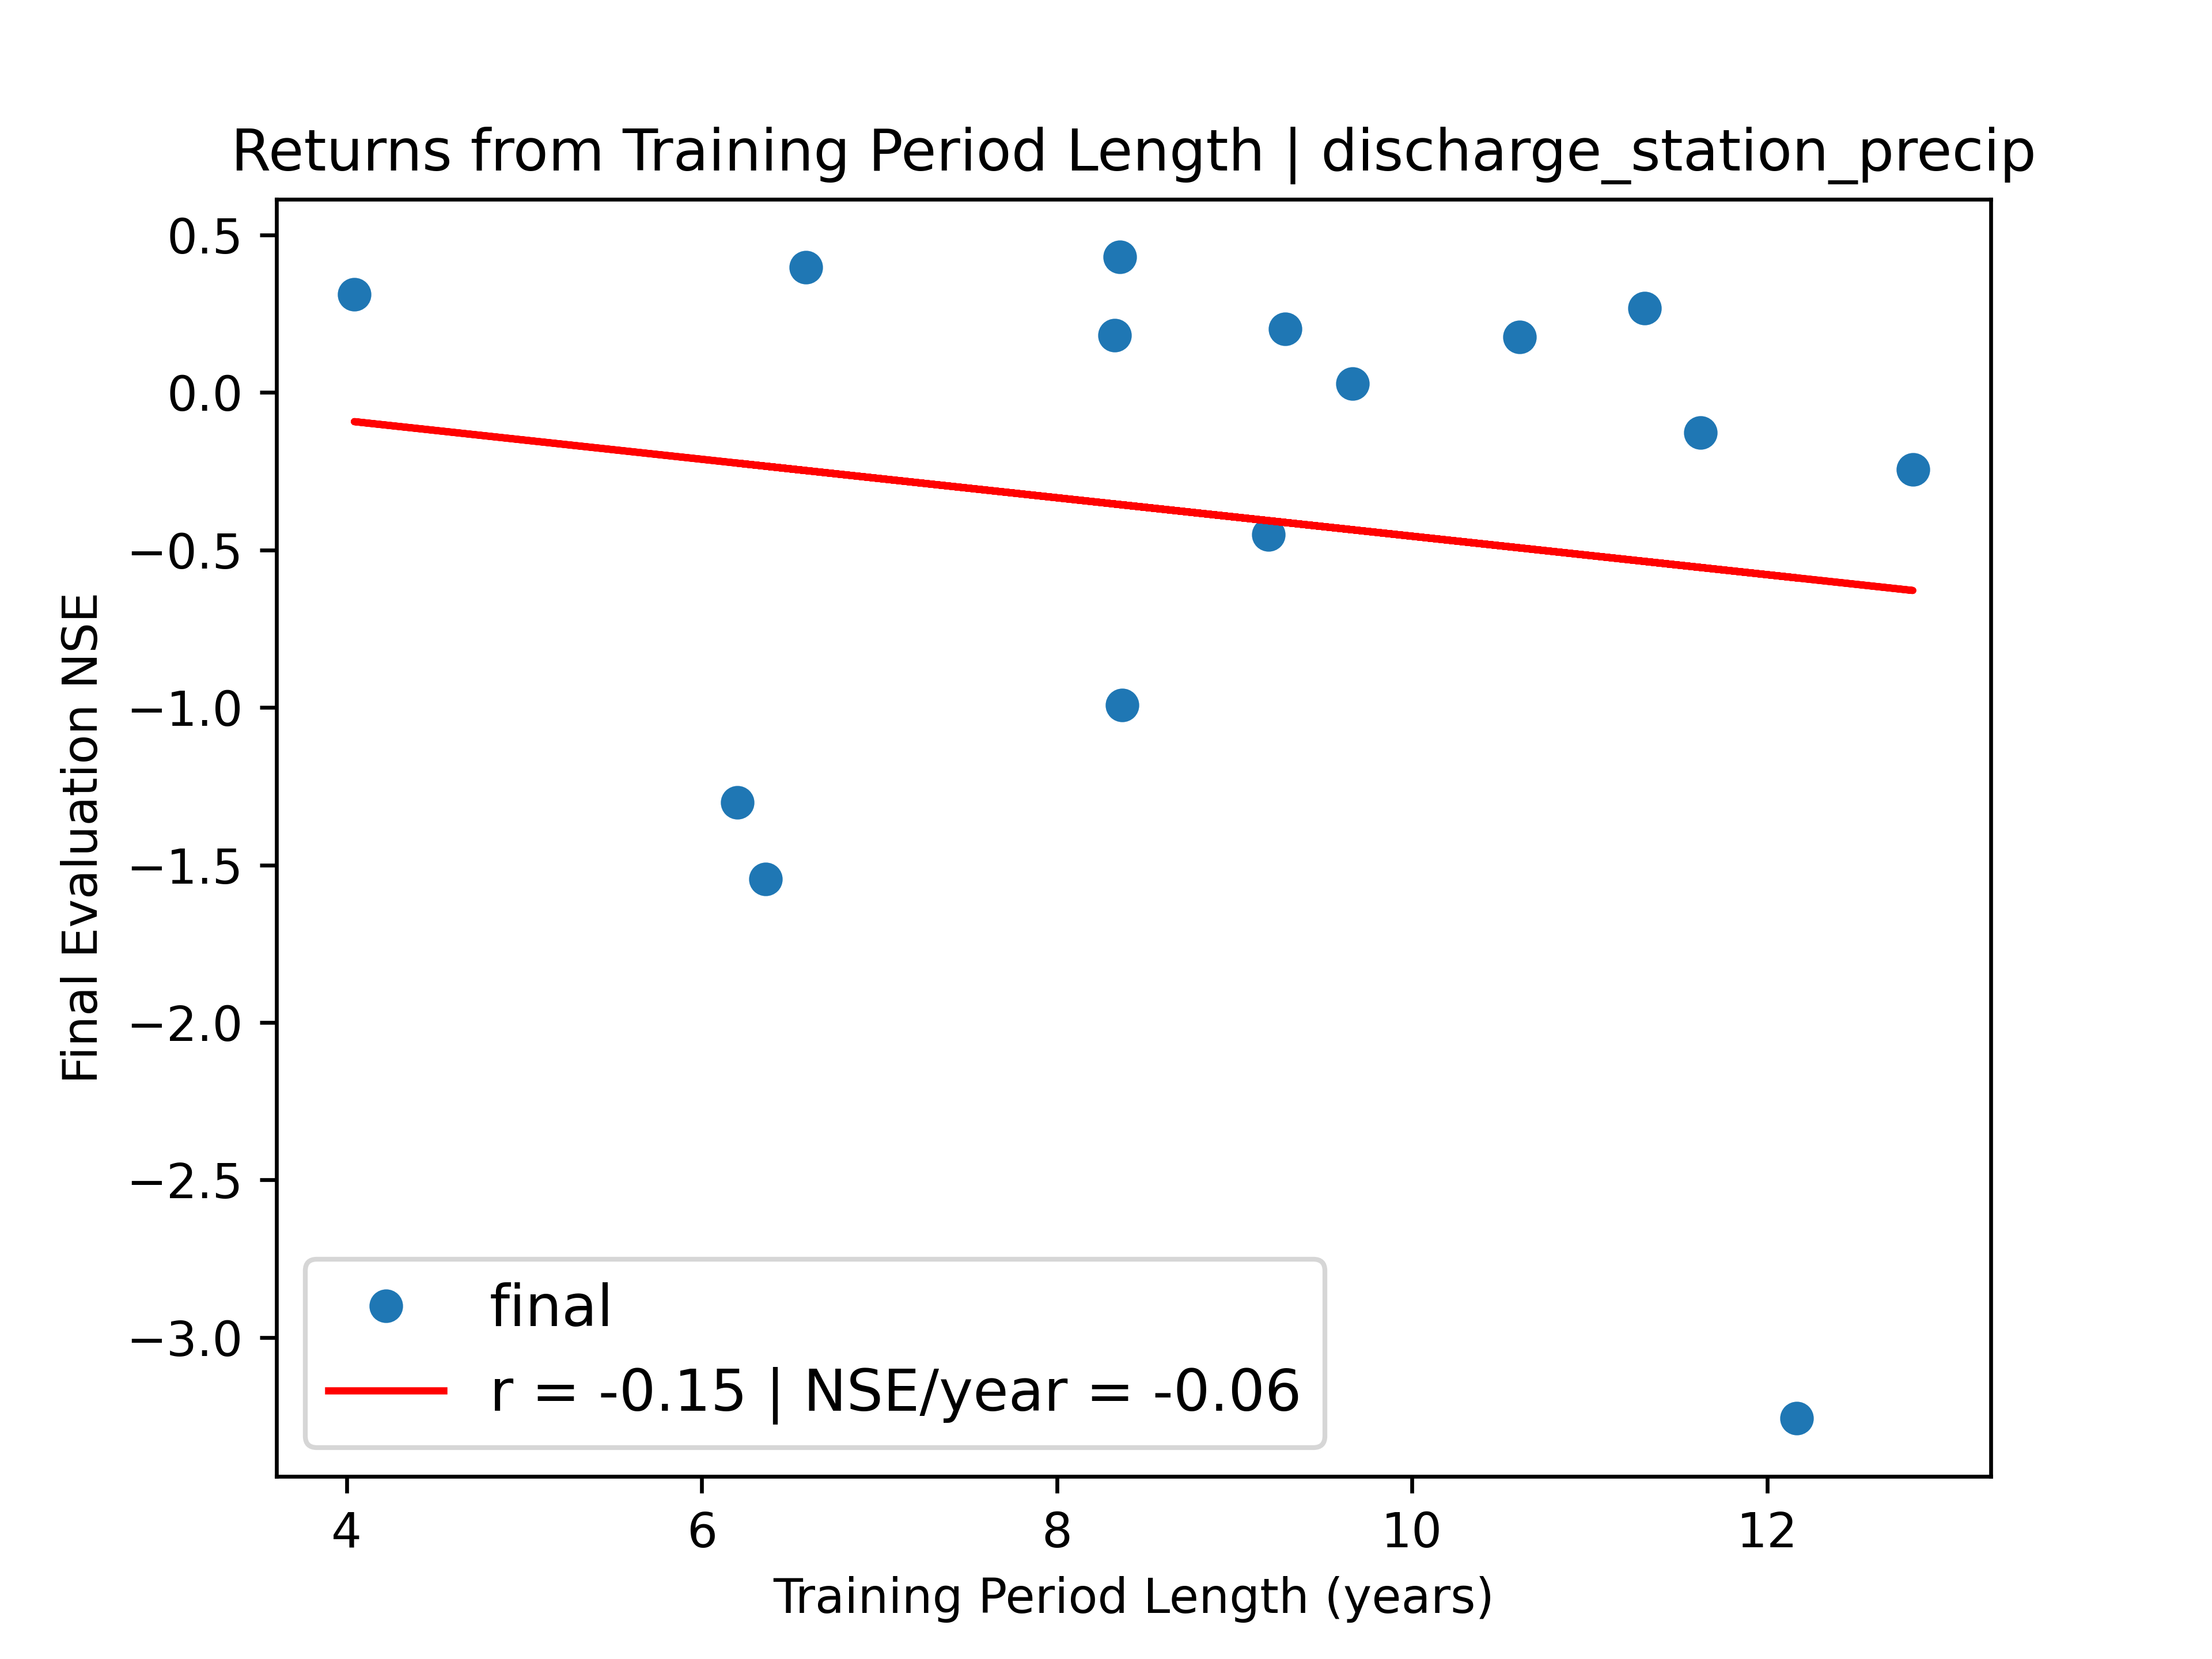 Returns from Training Period Length | discharge_station_precip
0.5
0.0
−0.5
−1.0
−1.5
−2.0
−2.5
−3.0
Final Evaluation NSE
final
r = -0.15 | NSE/year = -0.06
4 6 8 10 12
Training Period Length (years)